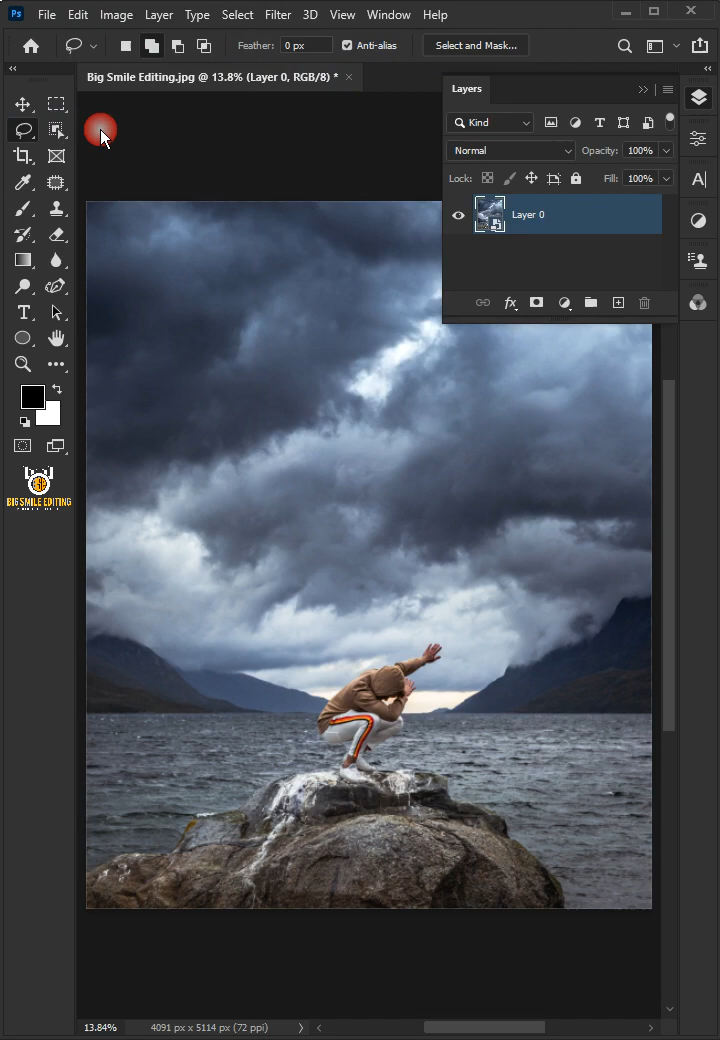 Ps File Edit Image Layer Type Select Filter 3D View Window Help
Feather: 0 px Anti-alias Select and Mask...
Big Smile Editing.jpg @ 13.8% (Layer 0, RGB/8) * ×
Layers
Kind
Normal Opacity: 100%
Lock: Fill: 100%
Layer 0
fx
BIG SMILE EDITING
13.84% 4091 px x 5114 px (72 ppi)